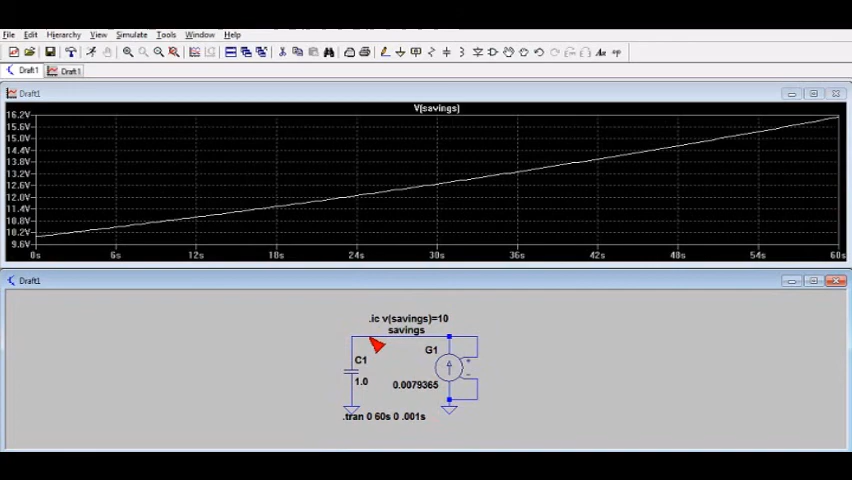 File Edit Hierarchy View Simulate Tools Window Help
Draft1 Draft1
Draft1
V[savings]
16.2V
15.6V
15.0V
14.4V
13.8V
13.2V
12.6V
12.0V
11.4V
10.8V
10.2V
9.6V
0s 6s 12s 18s 24s 30s 36s 42s 48s 54s 60s
Draft1
.ic v(savings)=10
savings
G1
C1
1.0
0.0079365
.tran 0 60s 0 .001s